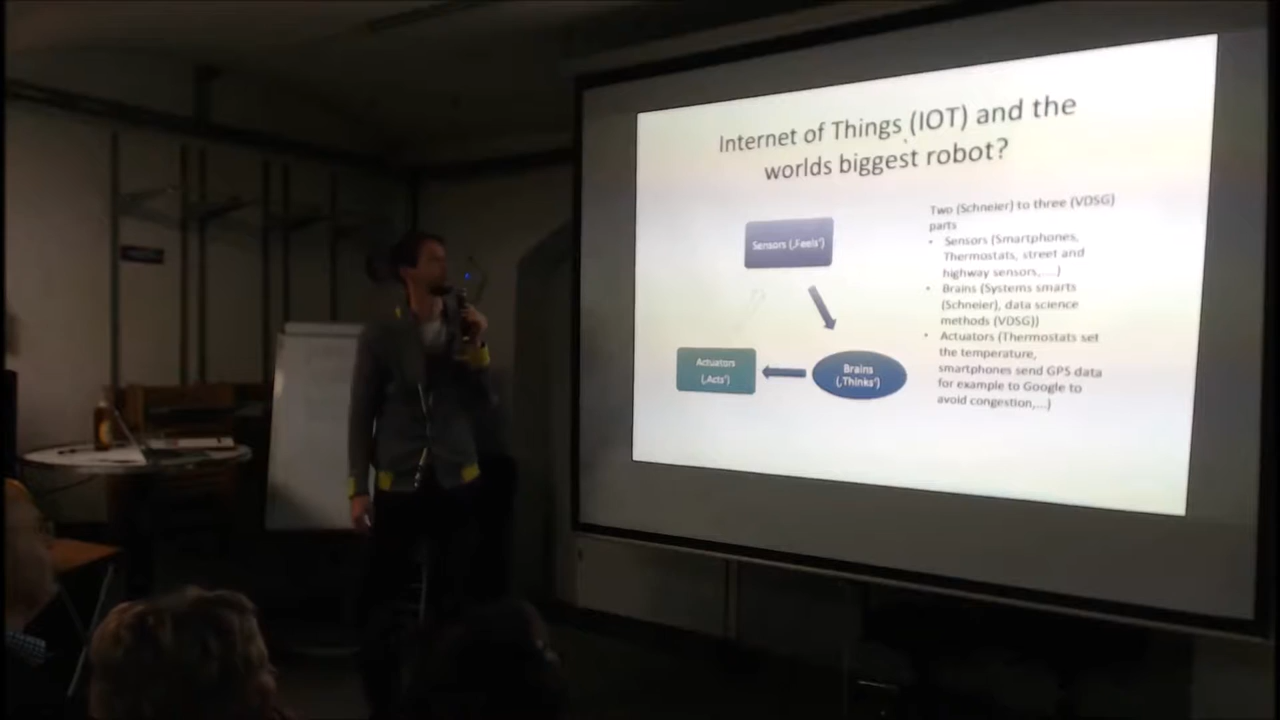 Internet of Things (IOT) and the
worlds biggest robot?
Sensors (‚Feels')
Actuators
(‚Acts')
Brains
(‚Thinks')
Two (Schneier) to three (VDSG)
parts
• Sensors (Smartphones,
Thermostats, street and
highway sensors,...)
• Brains (Systems smarts
(Schneier), data science
methods (VDSG))
• Actuators (Thermostats set
the temperature,
smartphones send GPS data
for example to Google to
avoid congestion,...)